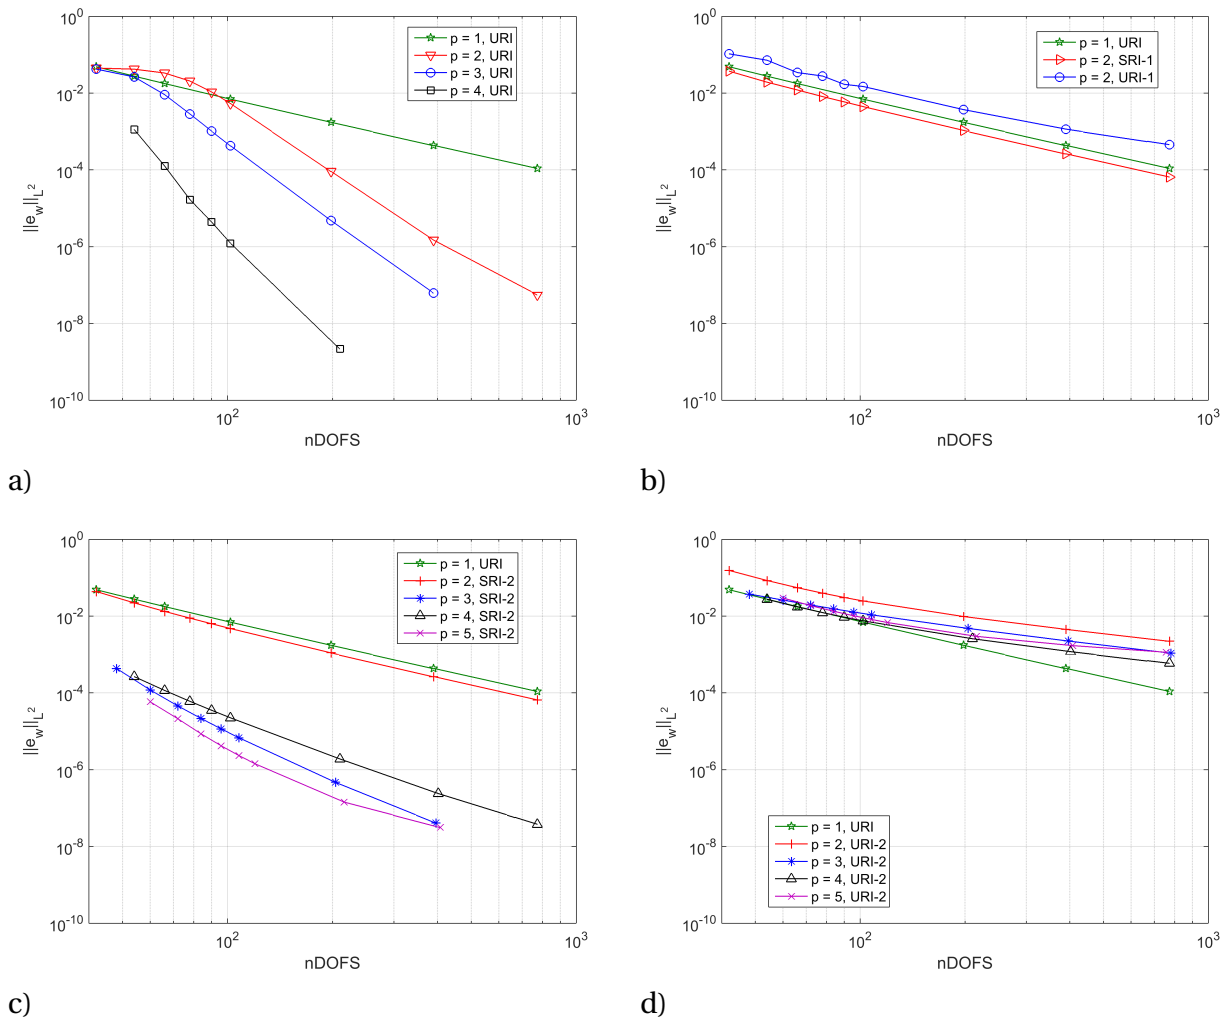 10^0
10^-2
10^-4
10^-6
10^-8
10^-10
||e_w||_L^2
p = 1, URI
p = 2, URI
p = 3, URI
p = 4, URI
10^2
10^3
nDOFS
a)
10^0
10^-2
10^-4
10^-6
10^-8
10^-10
||e_w||_L^2
p = 1, URI
p = 2, SRI-1
p = 2, URI-1
10^2
10^3
nDOFS
b)
10^0
10^-2
10^-4
10^-6
10^-8
10^-10
||e_w||_L^2
p = 1, URI
p = 2, SRI-2
p = 3, SRI-2
p = 4, SRI-2
p = 5, SRI-2
10^2
10^3
nDOFS
c)
10^0
10^-2
10^-4
10^-6
10^-8
10^-10
||e_w||_L^2
p = 1, URI
p = 2, URI-2
p = 3, URI-2
p = 4, URI-2
p = 5, URI-2
10^2
10^3
nDOFS
d)